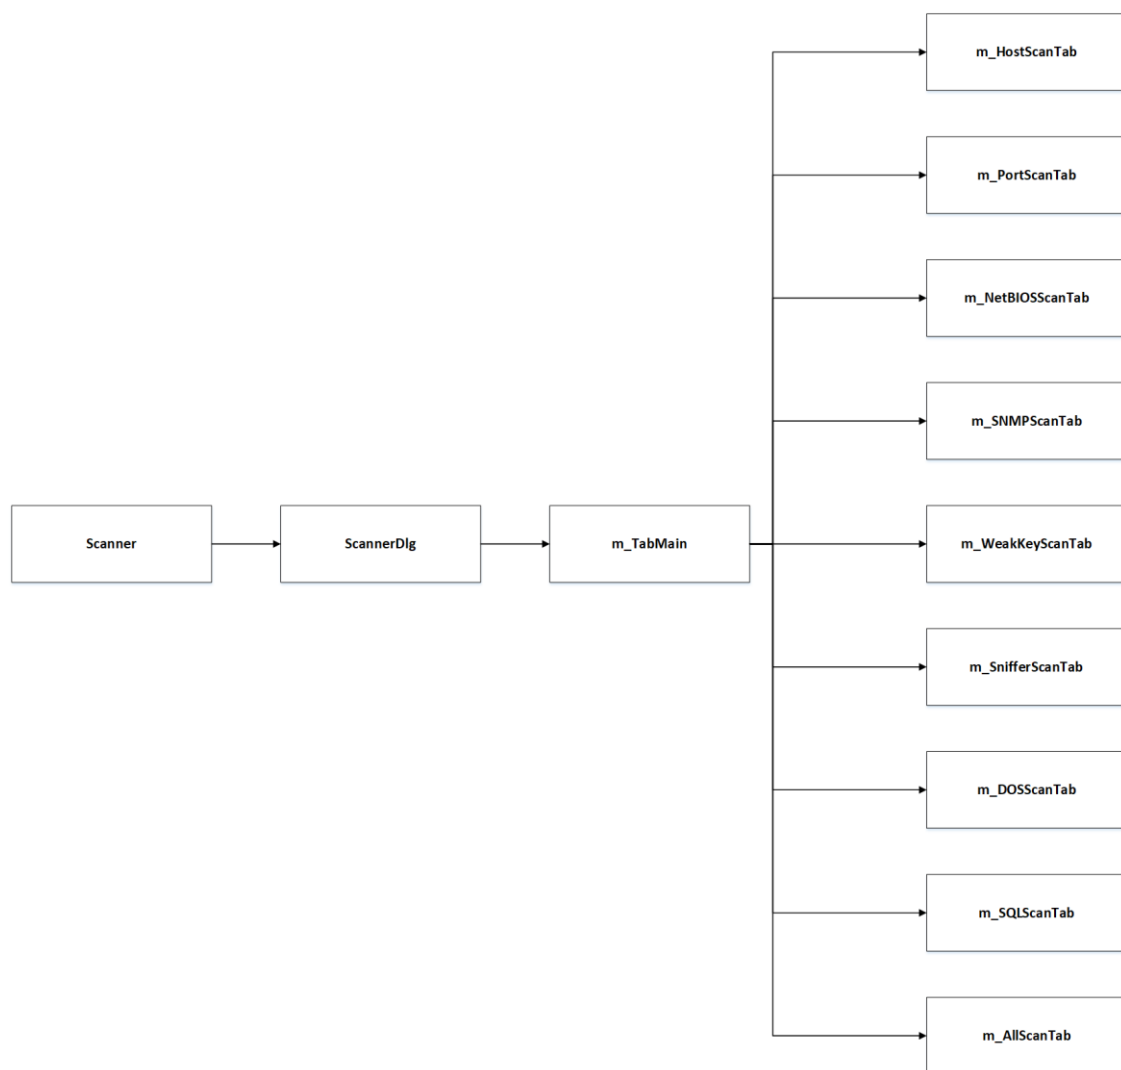 m_HostScanTab
m_PortScanTab
m_NetBIOSScanTab
m_SNMPScanTab
Scanner
ScannerDlg
m_TabMain
m_WeakKeyScanTab
m_SnifferScanTab
m_DOSScanTab
m_SQLScanTab
m_AllScanTab